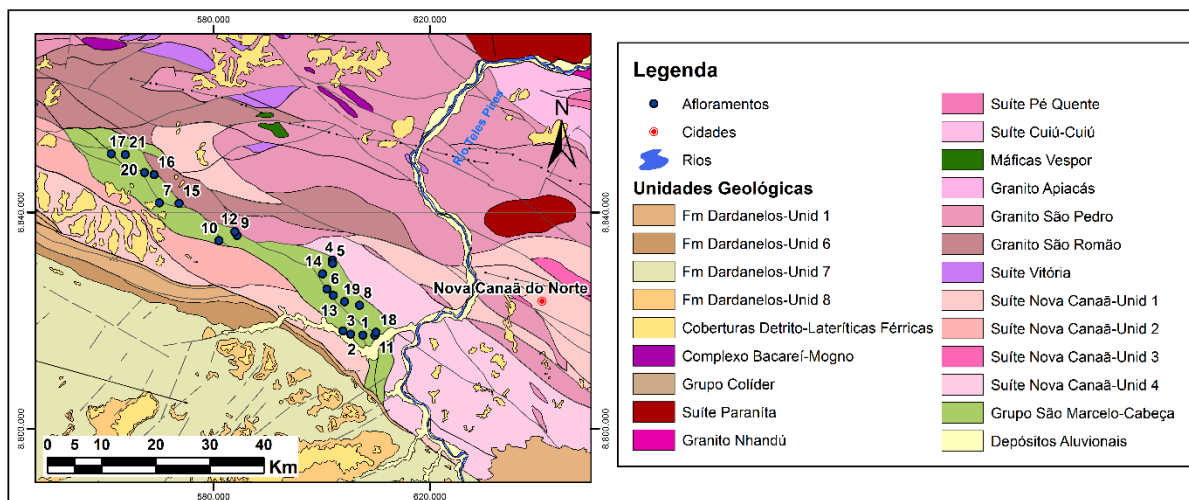 580.000 620.000
N
Rio Teles Pires
17 21
20 16
7 15
8.840.000 8.840.000
10 12 9
4
5
14
6
Nova Canaã do Norte
13 19 8
3 1 18
2 11
8.800.000 8.800.000
0 5 10 20 30 40
Km
580.000 620.000
Legenda
Afloramentos
Cidades
Rios
Unidades Geológicas
Fm Dardanelos-Unid 1
Fm Dardanelos-Unid 6
Fm Dardanelos-Unid 7
Fm Dardanelos-Unid 8
Coberturas Detrito-Lateríticas Férricas
Complexo Bacareí-Mogno
Grupo Colíder
Suíte Paraníta
Granito Nhandú
Suíte Pé Quente
Suíte Cuiú-Cuiú
Máficas Vespor
Granito Apiacás
Granito São Pedro
Granito São Romão
Suíte Vitória
Suíte Nova Canaã-Unid 1
Suíte Nova Canaã-Unid 2
Suíte Nova Canaã-Unid 3
Suíte Nova Canaã-Unid 4
Grupo São Marcelo-Cabeça
Depósitos Aluvionais